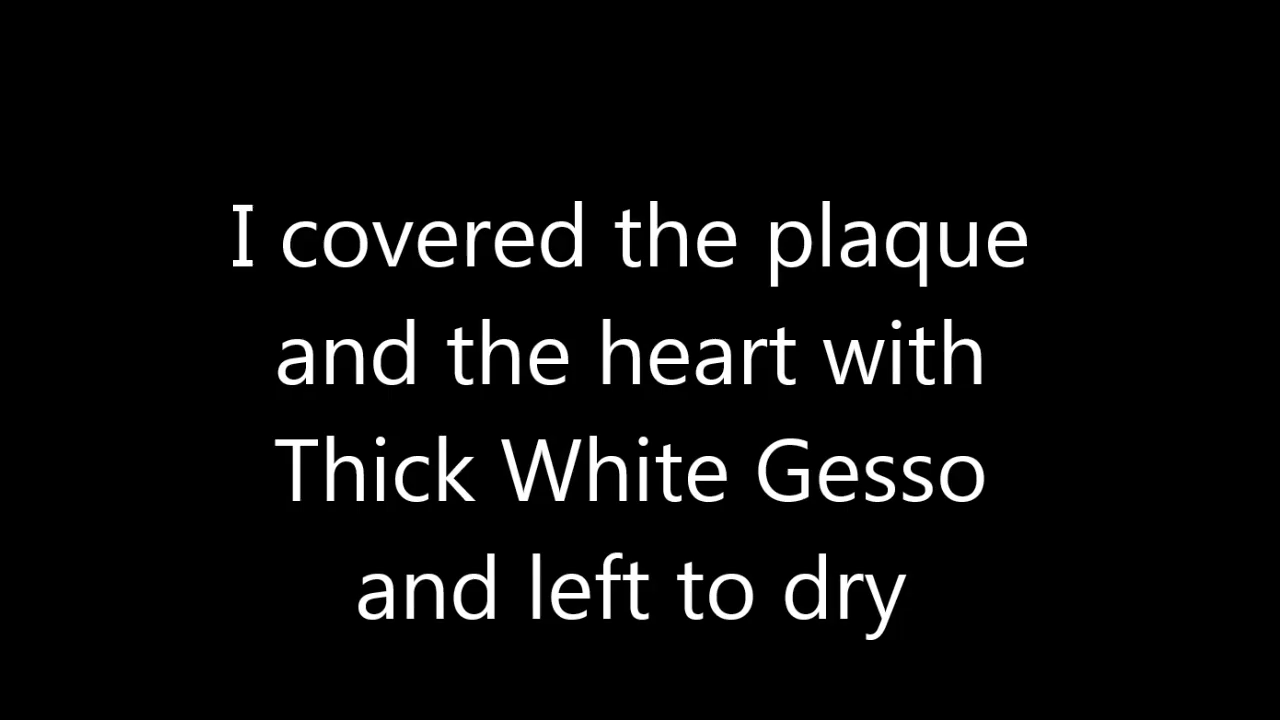 I covered the plaque
and the heart with
Thick White Gesso
and left to dry